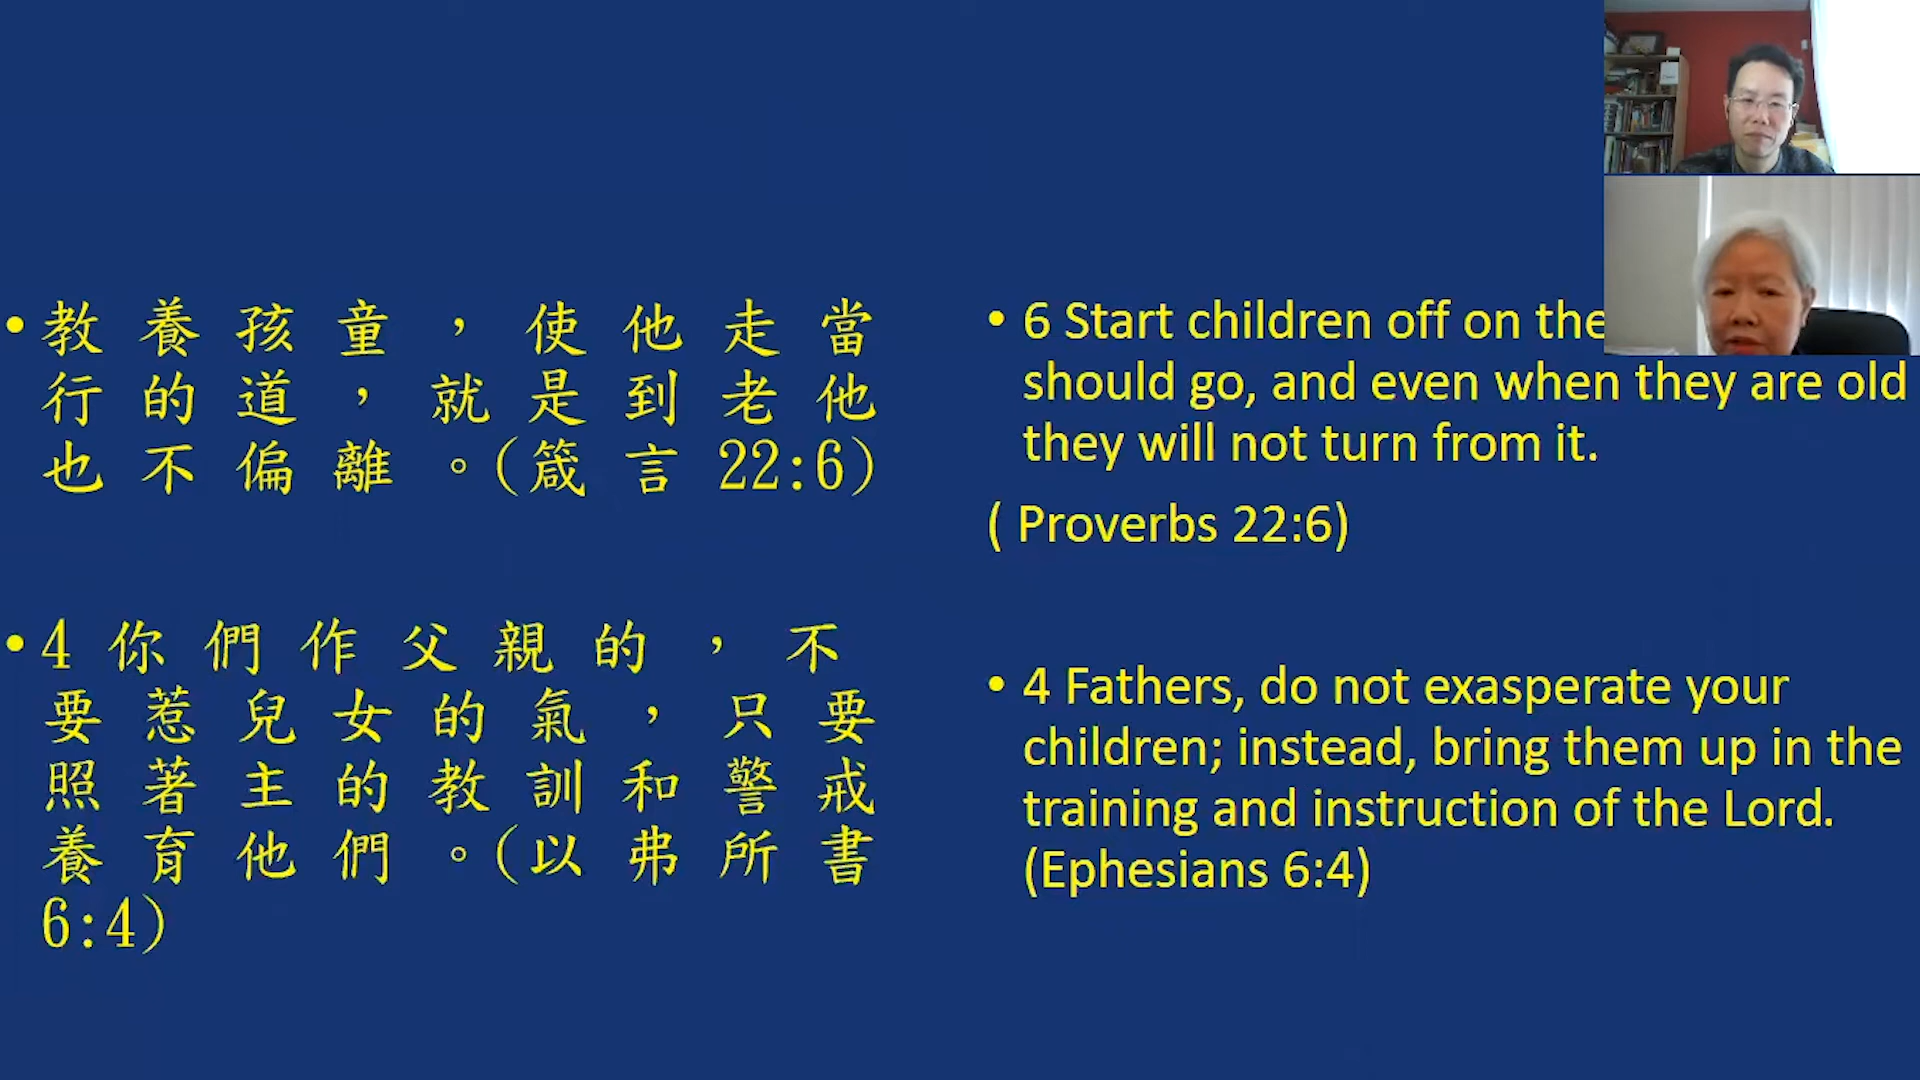 • 教 養 孩 童 ， 使 他 走 當
行 的 道 ， 就 是 到 老 他
也 不 偏 離 。(箴 言 22:6)
• 4 你 們 作 父 親 的 ， 不
要 惹 兒 女 的 氣 ， 只 要
照 著 主 的 教 訓 和 警 戒
養 育 他 們 。(以 弗 所 書
6:4)
• 6 Start children off on the
should go, and even when they are old
they will not turn from it.
( Proverbs 22:6)
• 4 Fathers, do not exasperate your
children; instead, bring them up in the
training and instruction of the Lord.
(Ephesians 6:4)